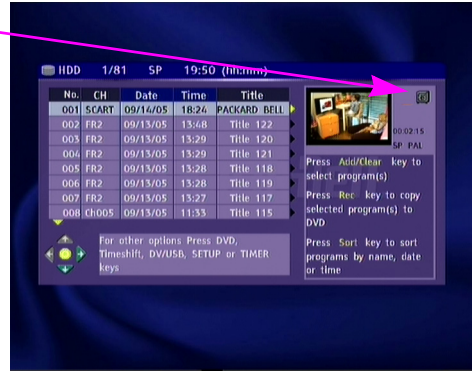 HDD 1/81 SP 19:50 (hh:mm)
No. CH Date Time Title
001 SCART 09/14/05 18:24 PACKARD BELL
002 FR2 09/13/05 13:48 Title 122
003 FR2 09/13/05 13:29 Title 120
004 FR2 09/13/05 13:29 Title 121
005 FR2 09/13/05 13:28 Title 118
006 FR2 09/13/05 13:28 Title 119
007 FR2 09/13/05 13:27 Title 117
008 Ch005 09/13/05 11:33 Title 115
00:02:15
SP PAL
Press Add/Clear key to
select program(s)
Press Rec key to copy
selected program(s) to
DVD
Press Sort key to sort
programs by name, date
or time
For other options Press DVD,
Timeshift, DV/USB, SETUP or TIMER
keys